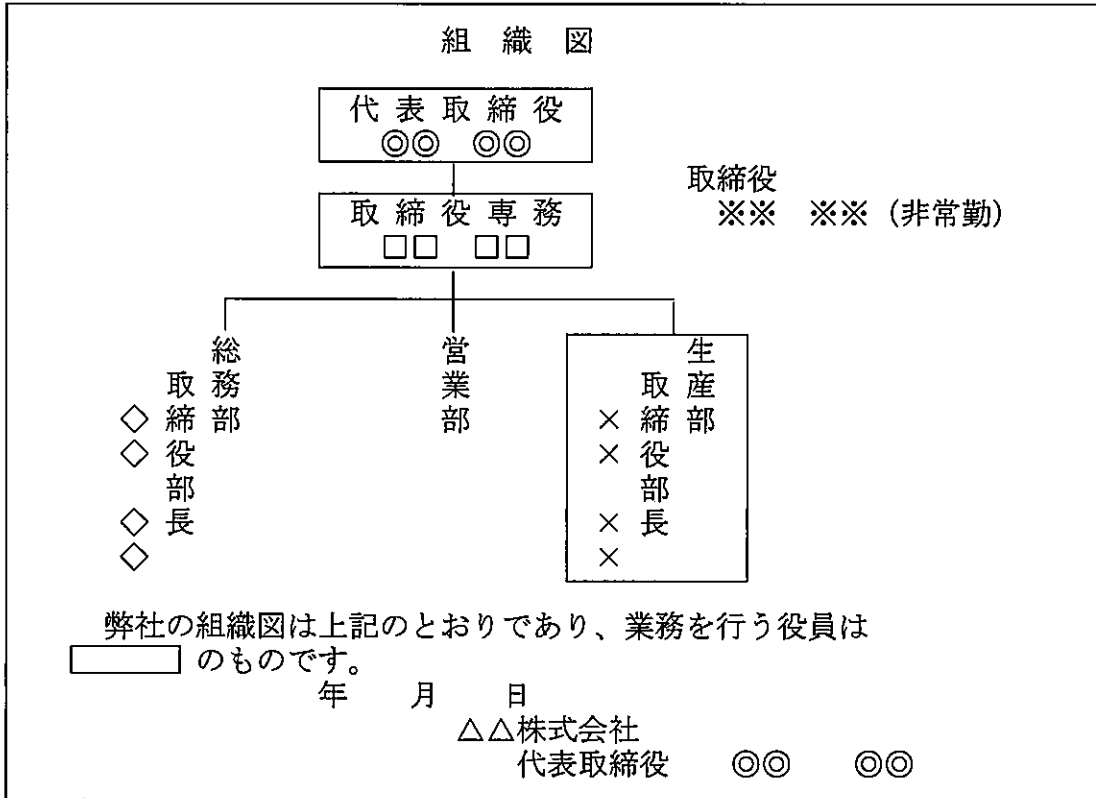 組 織 図
代 表 取 締 役
◎◎ ◎◎
取 締 役 専 務
□□ □□
取締役
※※ ※※ (非常勤)
総務部
取締役部長
◇◇ ◇◇
営業部
生産部
取締役部長
×× ××
弊社の組織図は上記のとおりであり、業務を行う役員は
のものです。
年 月 日
△△株式会社
代表取締役 ◎◎ ◎◎